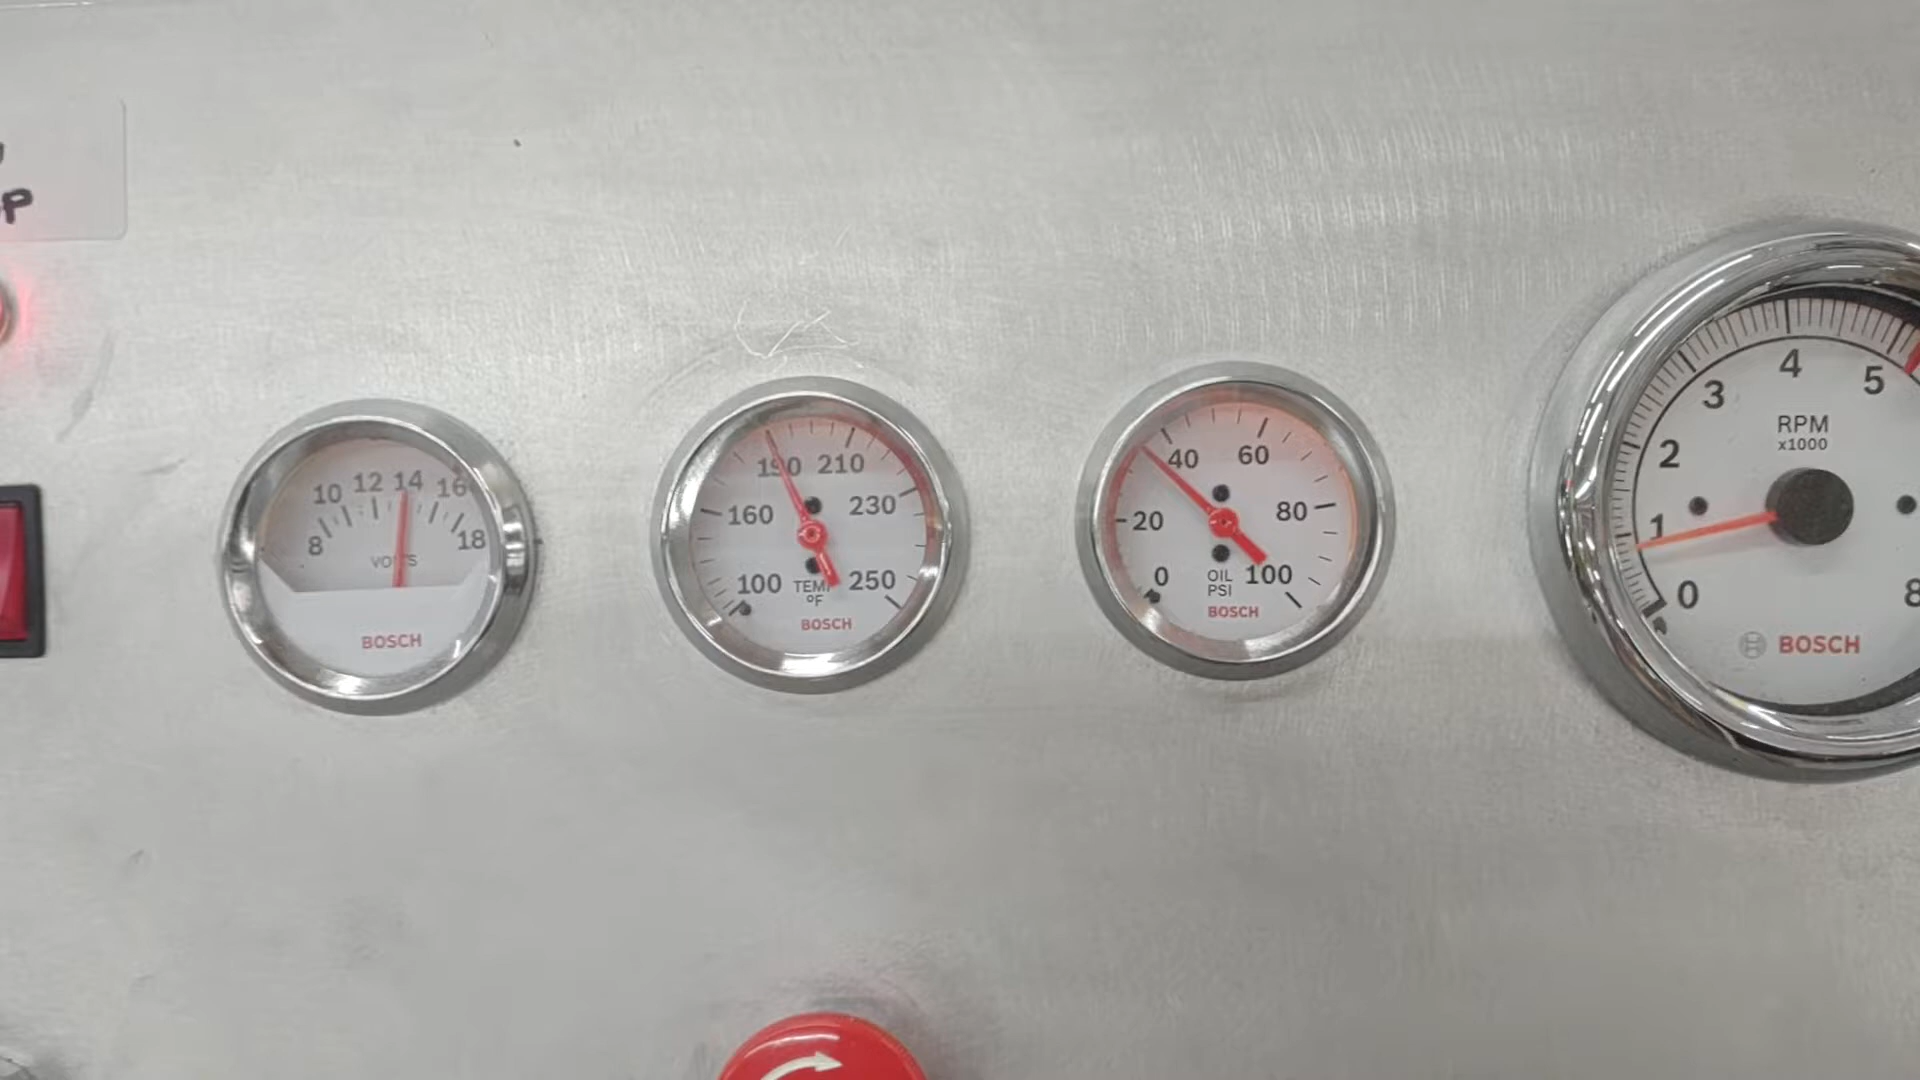 P
8 10 12 14 16 18
VOLTS
BOSCH
100 160 190 210 230 250
TEMP
°F
BOSCH
0 20 40 60 80 100
OIL
PSI
BOSCH
0 1 2 3 4 5 8
RPM
x1000
BOSCH